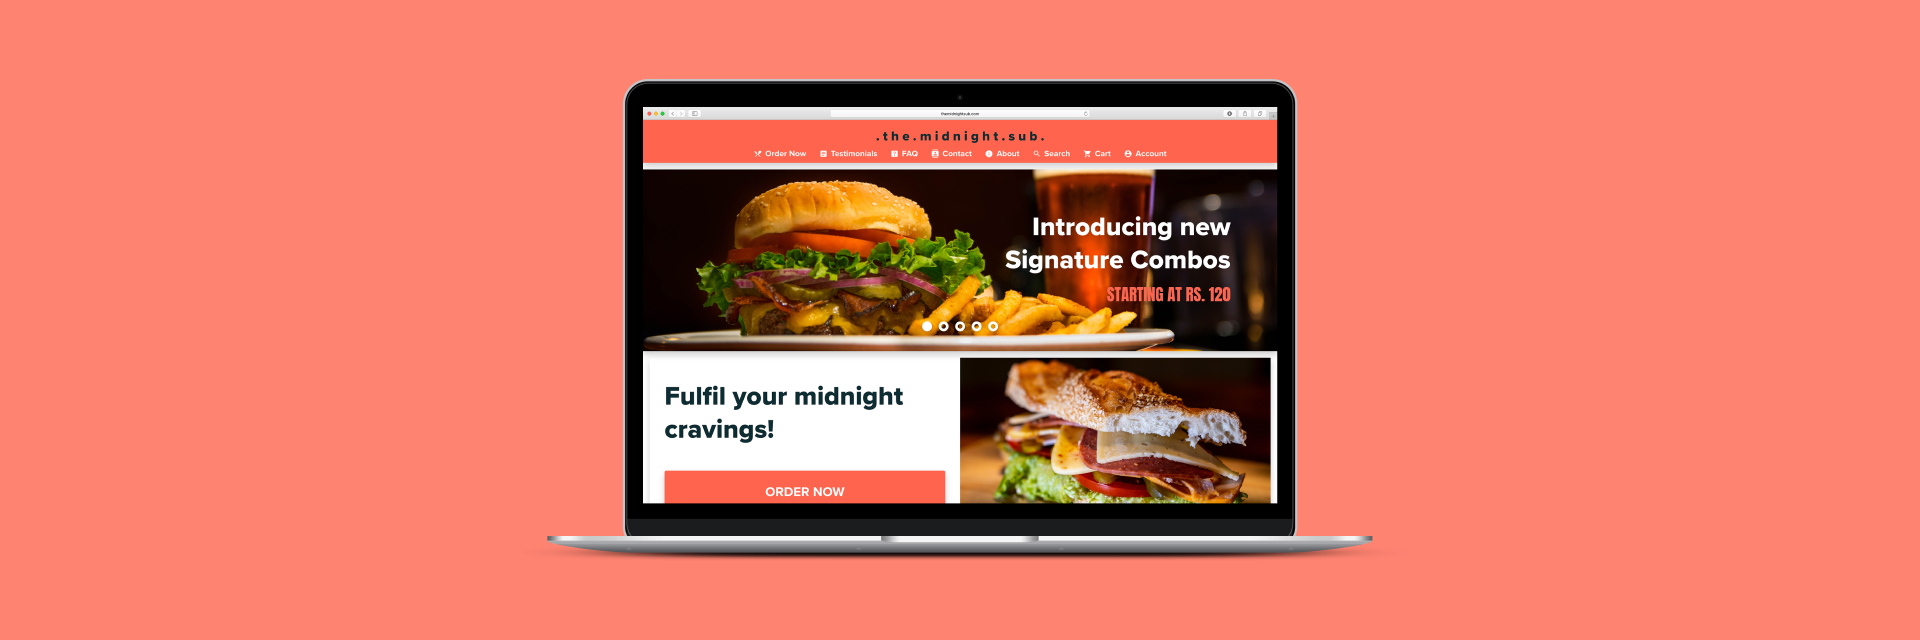 themidnightsub.com
.the.midnight.sub.
Order Now Testimonials FAQ Contact About Search Cart Account
Introducing new
Signature Combos
STARTING AT RS. 120
Fulfil your midnight
cravings!
ORDER NOW